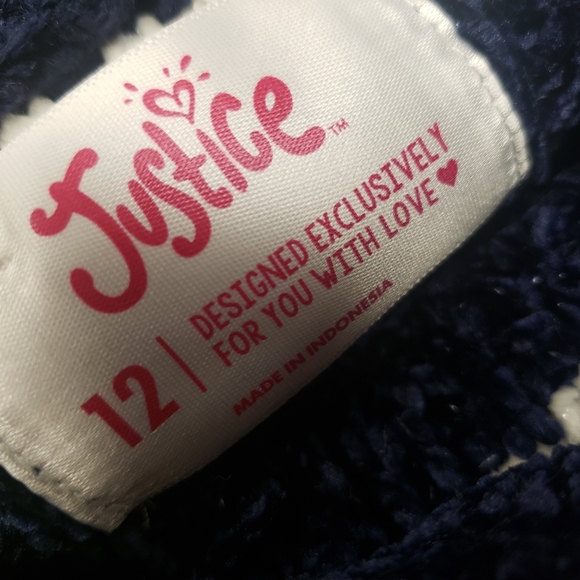 Justice™
12
DESIGNED EXCLUSIVELY
FOR YOU WITH LOVE
MADE IN INDONESIA